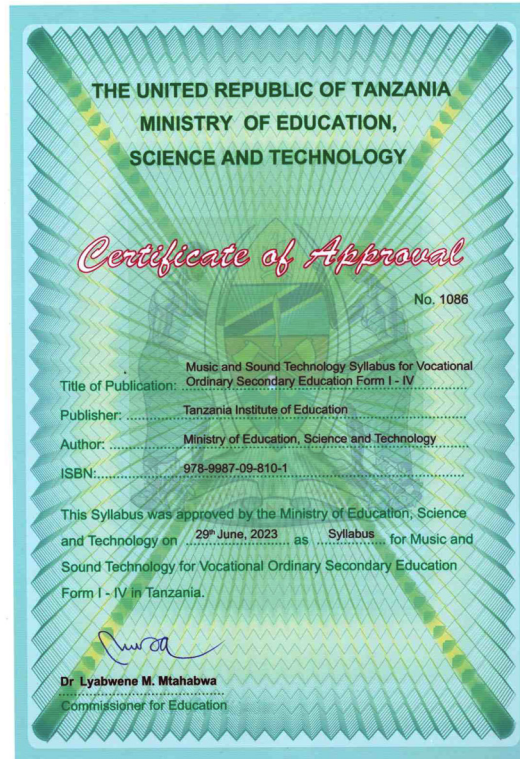 THE UNITED REPUBLIC OF TANZANIA
MINISTRY OF EDUCATION,
SCIENCE AND TECHNOLOGY
Certificate of Approval
No. 1086
Title of Publication: Music and Sound Technology Syllabus for Vocational
Ordinary Secondary Education Form I - IV
Publisher: Tanzania Institute of Education
Author: Ministry of Education, Science and Technology
ISBN: 978-9987-09-810-1
This Syllabus was approved by the Ministry of Education, Science
and Technology on 29th June, 2023 as Syllabus for Music and
Sound Technology for Vocational Ordinary Secondary Education
Form I - IV in Tanzania.
Dr Lyabwene M. Mtahabwa
Commissioner for Education